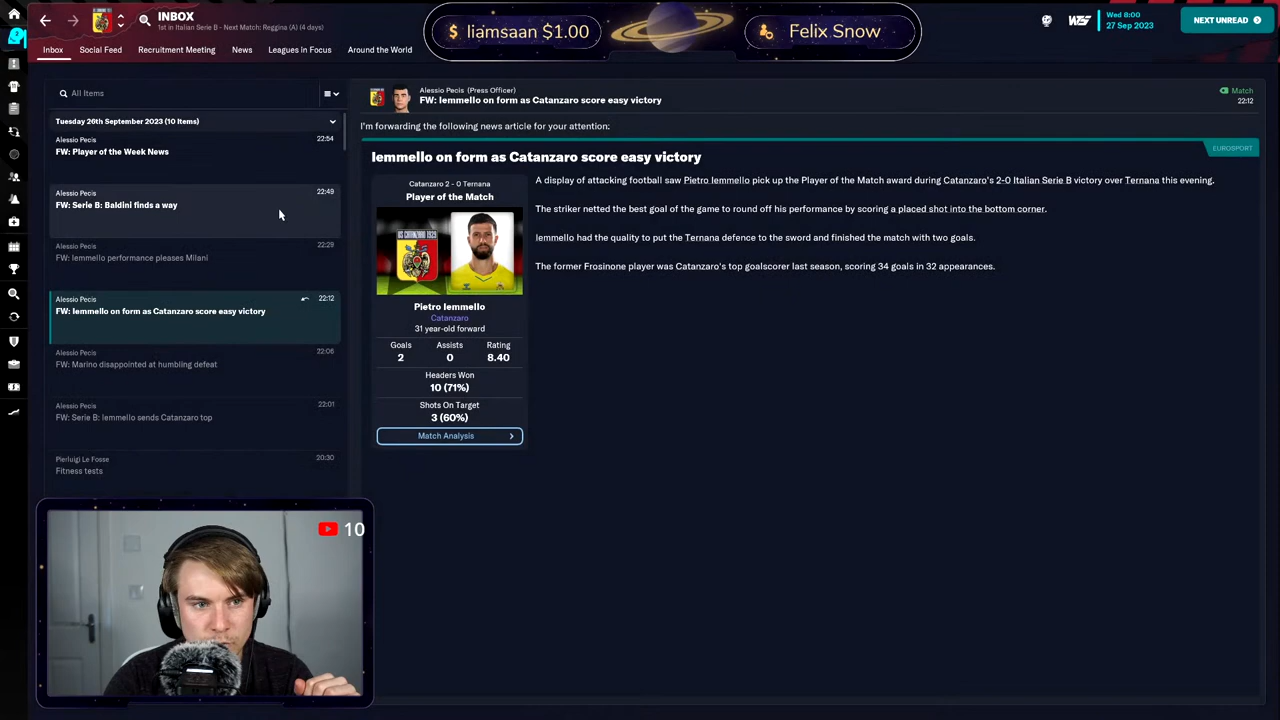 INBOX
1st in Italian Serie B - Next Match: Reggina (A) (4 days)
$ liamsaan $1.00
Felix Snow
Wed 8:00
27 Sep 2023
NEXT UNREAD
Inbox
Social Feed
Recruitment Meeting
News
Leagues in Focus
Around the World
All Items
Tuesday 26th September 2023 (10 Items)
Alessio Pecis
22:54
FW: Player of the Week News
Alessio Pecis
22:49
FW: Serie B: Baldini finds a way
Alessio Pecis
22:29
FW: Iemmello performance pleases Milani
Alessio Pecis
22:12
FW: Iemmello on form as Catanzaro score easy victory
Alessio Pecis
22:06
FW: Marino disappointed at humbling defeat
Alessio Pecis
22:01
FW: Serie B: Iemmello sends Catanzaro top
Pierluigi Le Fosse
20:30
Fitness tests
Alessio Pecis (Press Officer)
FW: Iemmello on form as Catanzaro score easy victory
Match
22:12
I'm forwarding the following news article for your attention:
EUROSPORT
Iemmello on form as Catanzaro score easy victory
Catanzaro 2 - 0 Ternana
Player of the Match
Pietro Iemmello
Catanzaro
31 year-old forward
Goals Assists Rating
2 0 8.40
Headers Won
10 (71%)
Shots On Target
3 (60%)
Match Analysis
A display of attacking football saw Pietro Iemmello pick up the Player of the Match award during Catanzaro's 2-0 Italian Serie B victory over Ternana this evening.
The striker netted the best goal of the game to round off his performance by scoring a placed shot into the bottom corner.
Iemmello had the quality to put the Ternana defence to the sword and finished the match with two goals.
The former Frosinone player was Catanzaro's top goalscorer last season, scoring 34 goals in 32 appearances.
10